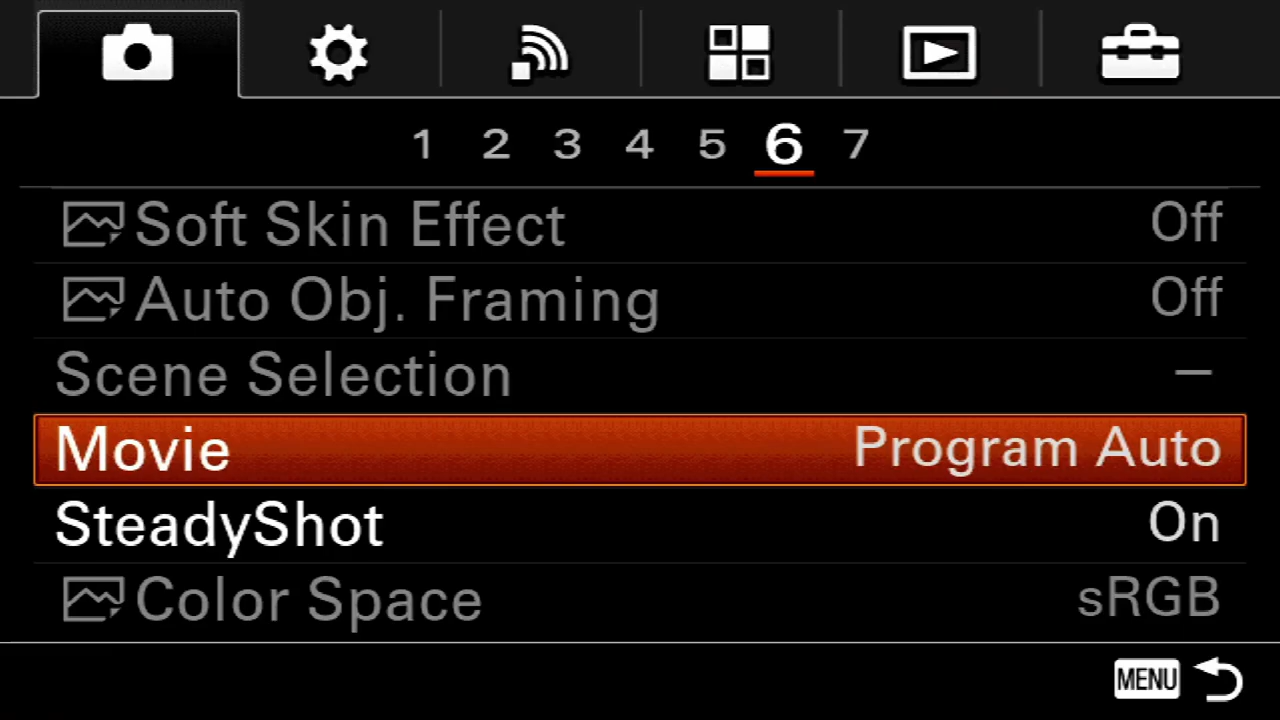 1 2 3 4 5 6 7
Soft Skin Effect Off
Auto Obj. Framing Off
Scene Selection –
Movie Program Auto
SteadyShot On
Color Space sRGB
MENU